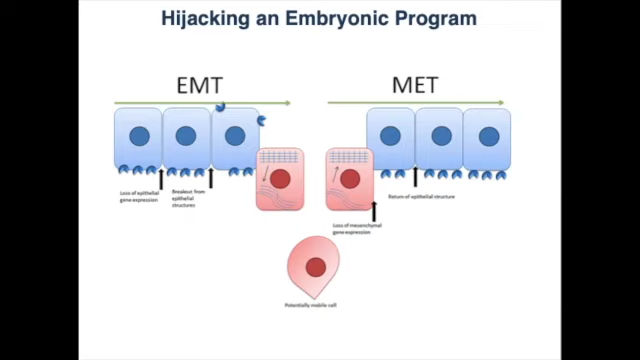 Hijacking an Embryonic Program
EMT
MET
Loss of epithelial
gene expression
Breakout from
epithelial
structures
Return of epithelial structure
Loss of mesenchymal
gene expression
Potentially mobile cell